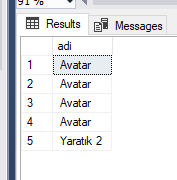 91 %
Results Messages
adi
1 Avatar
2 Avatar
3 Avatar
4 Avatar
5 Yaratık 2